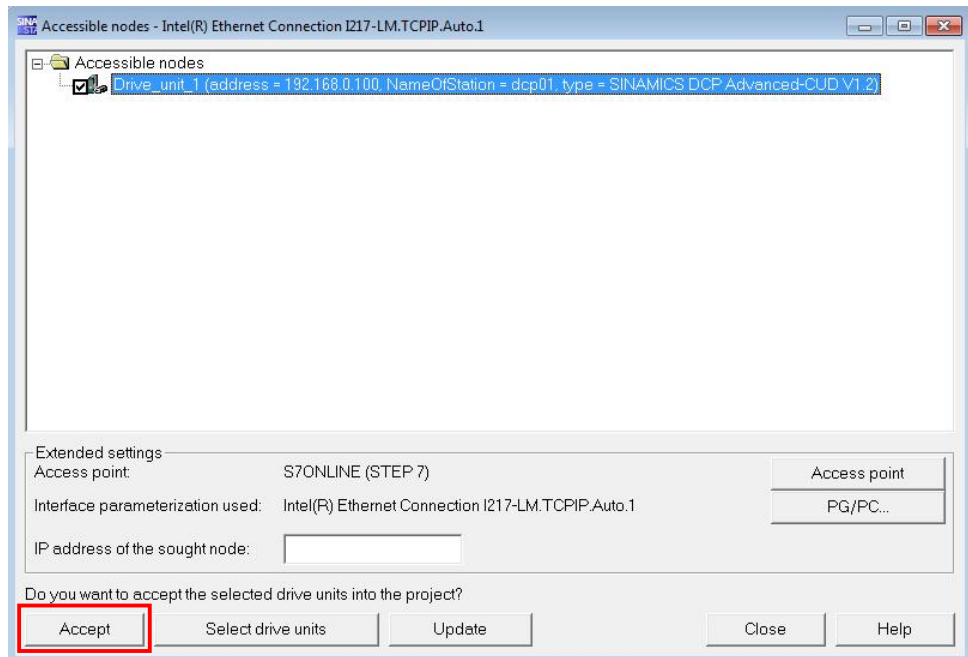 SINA
STA
Accessible nodes - Intel(R) Ethernet Connection I217-LM.TCPIP.Auto.1
Accessible nodes
Drive_unit_1 (address = 192.168.0.100, NameOfStation = dcp01, type = SINAMICS DCP Advanced-CUD V1.2)
Extended settings
Access point: S7ONLINE (STEP 7) Access point
Interface parameterization used: Intel(R) Ethernet Connection I217-LM.TCPIP.Auto.1 PG/PC...
IP address of the sought node:
Do you want to accept the selected drive units into the project?
Accept Select drive units Update Close Help